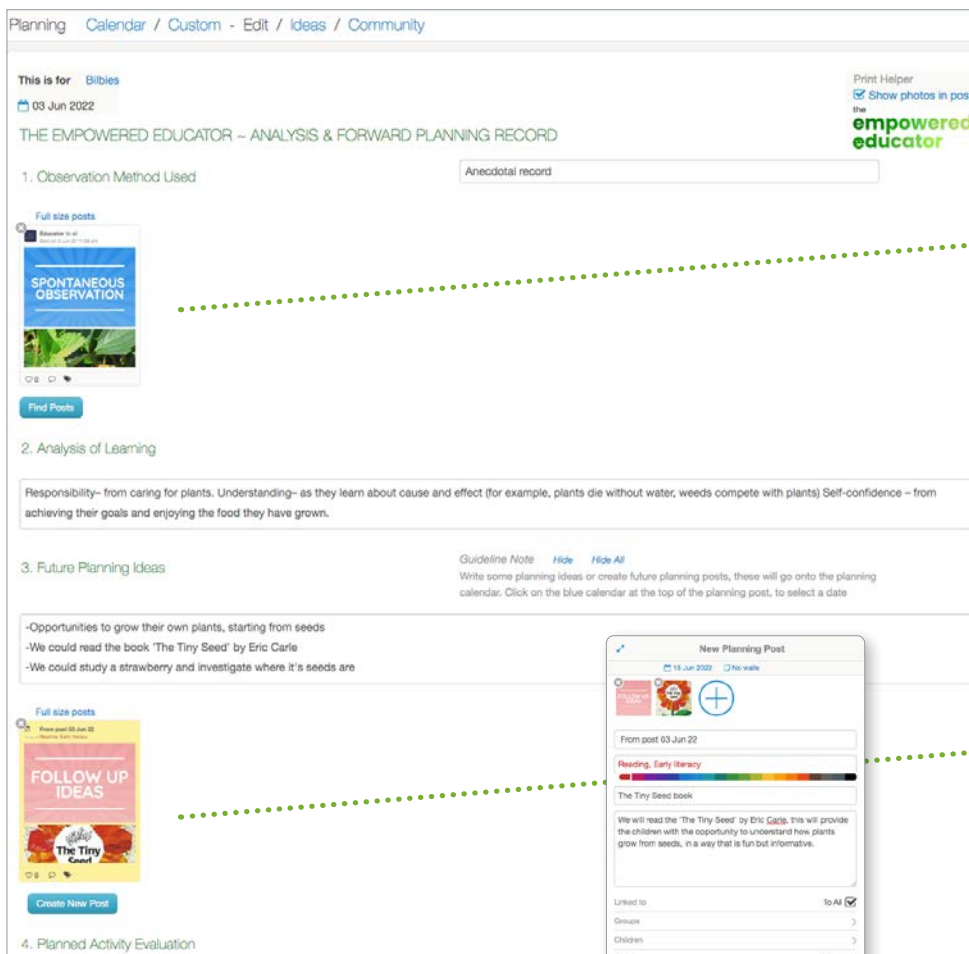 Planning Calendar / Custom - Edit / Ideas / Community
This is for Bilbies
03 Jun 2022
Print Helper
Show photos in pos
the
empowered
educator
THE EMPOWERED EDUCATOR ~ ANALYSIS & FORWARD PLANNING RECORD
1. Observation Method Used
Anecdotal record
Full size posts
Educator to all
SPONTANEOUS
OBSERVATION
0
Find Posts
2. Analysis of Learning
Responsibility– from caring for plants. Understanding– as they learn about cause and effect (for example, plants die without water, weeds compete with plants) Self-confidence – from
achieving their goals and enjoying the food they have grown.
3. Future Planning Ideas
Guideline Note Hide Hide All
Write some planning ideas or create future planning posts, these will go onto the planning
calendar. Click on the blue calendar at the top of the planning post, to select a date
-Opportunities to grow their own plants, starting from seeds
-We could read the book 'The Tiny Seed' by Eric Carle
-We could study a strawberry and investigate where it's seeds are
Full size posts
From post 03 Jun 22
Reading, Early literacy
FOLLOW UP
IDEAS
The Tiny
Seed
0
Create New Post
4. Planned Activity Evaluation
New Planning Post
15 Jun 2022 No walls
FOLLOW UP
IDEAS
From post 03 Jun 22
Reading, Early literacy
The Tiny Seed book
We will read the 'The Tiny Seed' by Eric Carle, this will provide
the children with the opportunity to understand how plants
grow from seeds, in a way that is fun but informative.
Linked to To All
Groups
Children